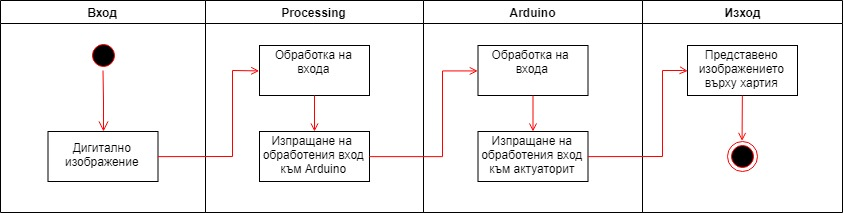 Вход
Processing
Arduino
Изход
Дигитално
изображение
Обработка на
входа
Изпращане на
обработения вход
към Arduino
Обработка на
входа
Изпращане на
обработения вход
към актуаторит
Представено
изображението
върху хартия